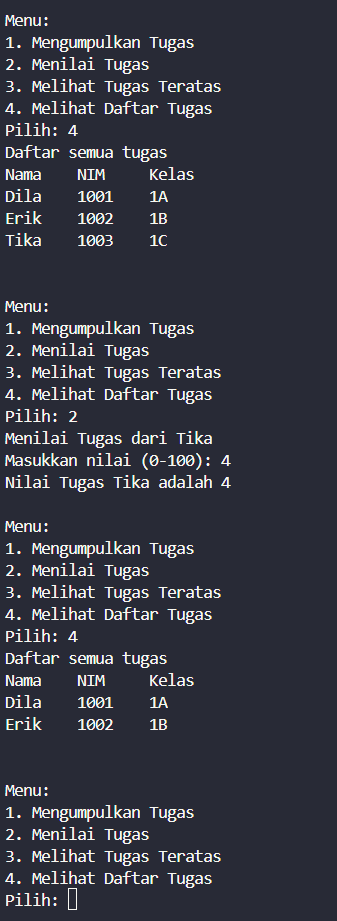 Menu:
1. Mengumpulkan Tugas
2. Menilai Tugas
3. Melihat Tugas Teratas
4. Melihat Daftar Tugas
Pilih: 4
Daftar semua tugas
Nama    NIM     Kelas
Dila    1001    1A
Erik    1002    1B
Tika    1003    1C
Menu:
1. Mengumpulkan Tugas
2. Menilai Tugas
3. Melihat Tugas Teratas
4. Melihat Daftar Tugas
Pilih: 2
Menilai Tugas dari Tika
Masukkan nilai (0-100): 4
Nilai Tugas Tika adalah 4
Menu:
1. Mengumpulkan Tugas
2. Menilai Tugas
3. Melihat Tugas Teratas
4. Melihat Daftar Tugas
Pilih: 4
Daftar semua tugas
Nama    NIM     Kelas
Dila    1001    1A
Erik    1002    1B
Menu:
1. Mengumpulkan Tugas
2. Menilai Tugas
3. Melihat Tugas Teratas
4. Melihat Daftar Tugas
Pilih: